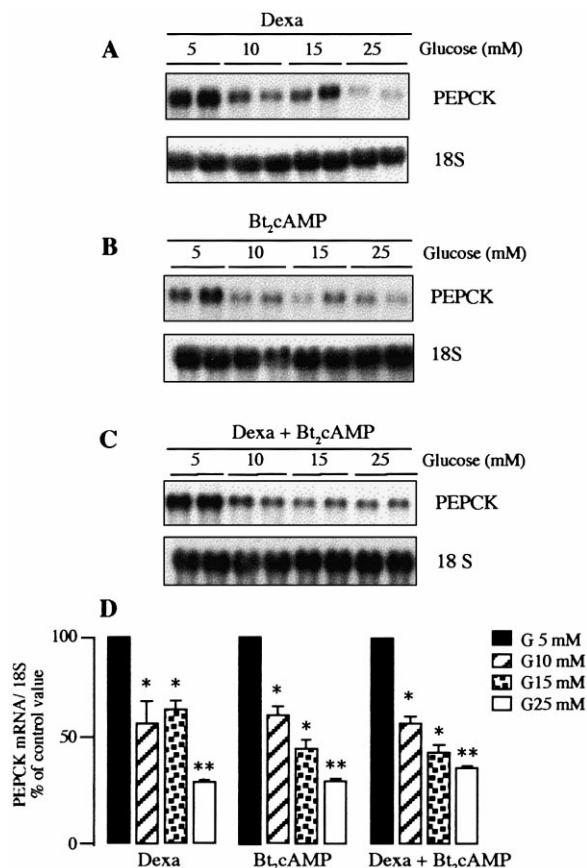 Dexa
A
5 10 15 25 Glucose (mM)
PEPCK
18S
Bt₂cAMP
B
5 10 15 25 Glucose (mM)
PEPCK
18S
C
Dexa + Bt₂cAMP
5 10 15 25 Glucose (mM)
PEPCK
18 S
D
PEPCK mRNA/ 18S
% of control value
100
50
0
* * **
* * **
* * **
G 5 mM
G10 mM
G15 mM
G25 mM
Dexa Bt₂cAMP Dexa + Bt₂cAMP